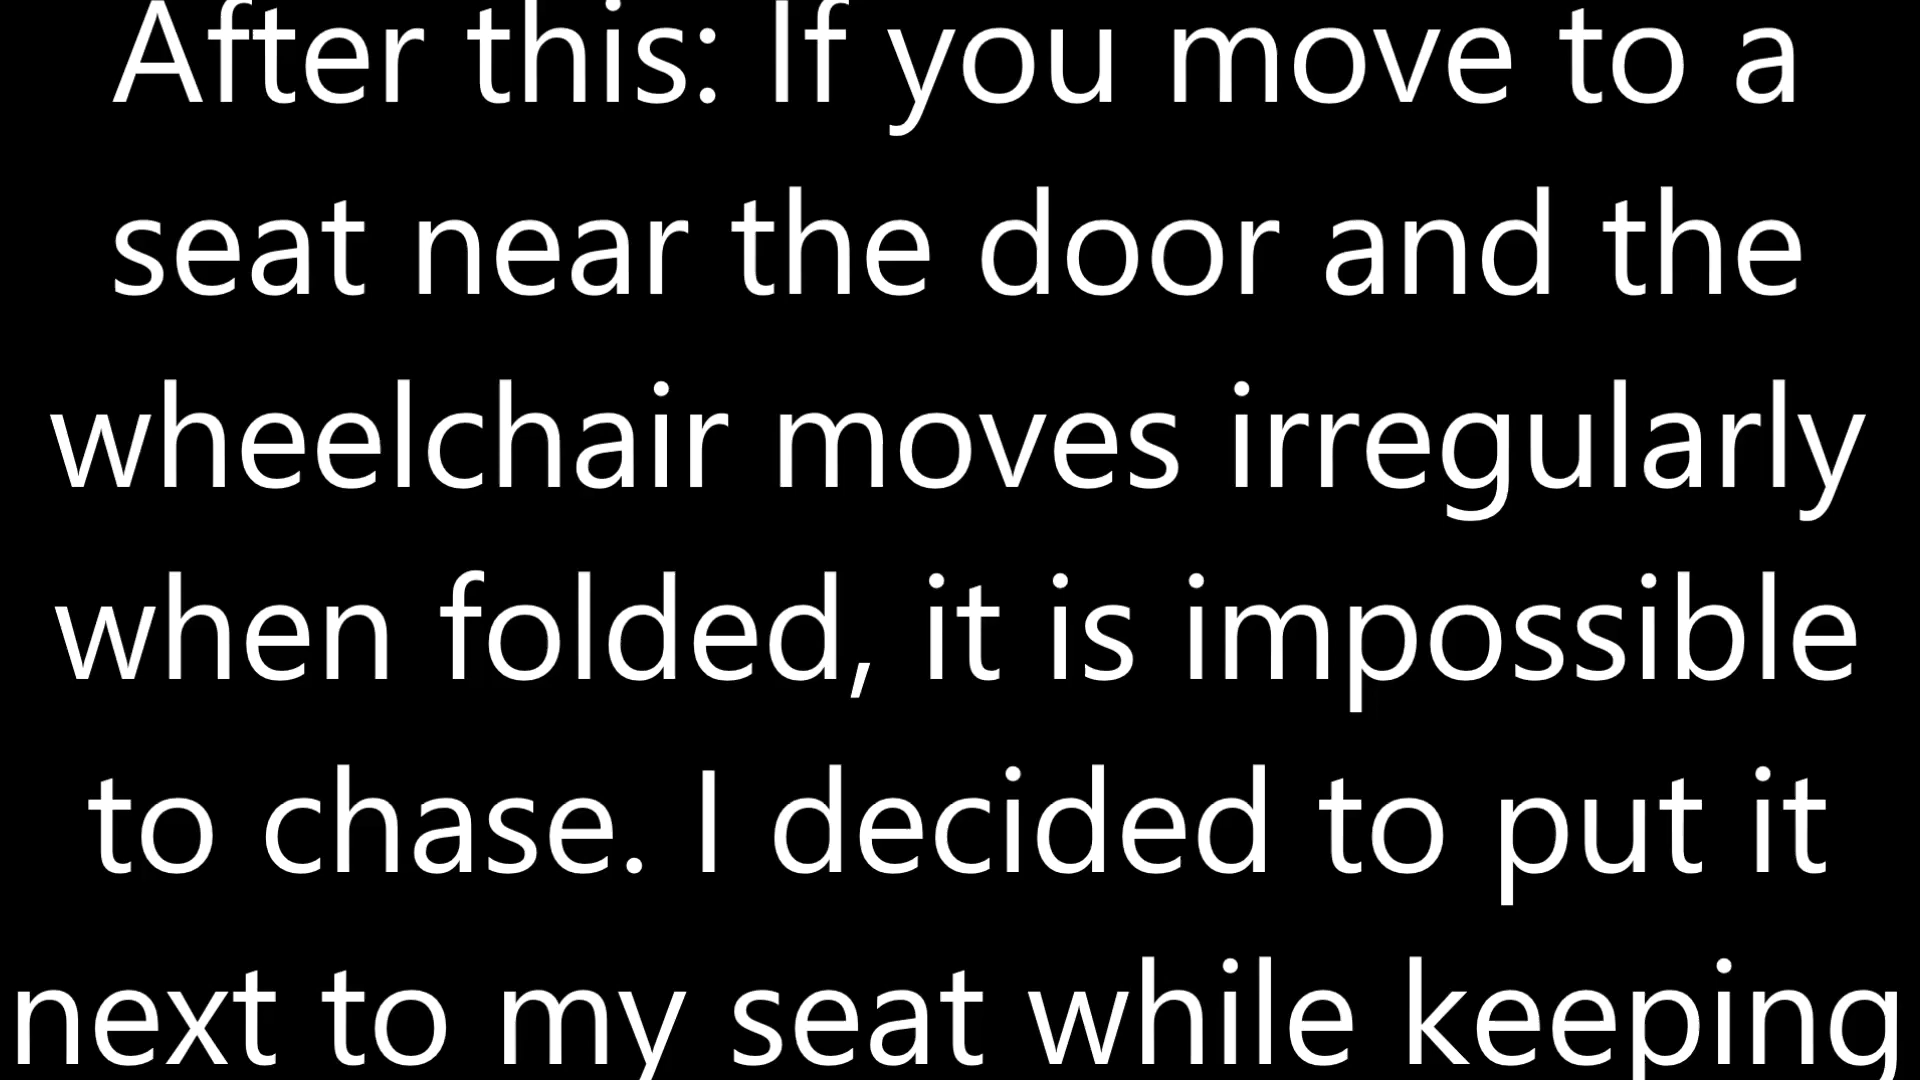 After this: If you move to a
seat near the door and the
wheelchair moves irregularly
when folded, it is impossible
to chase. I decided to put it
next to my seat while keeping